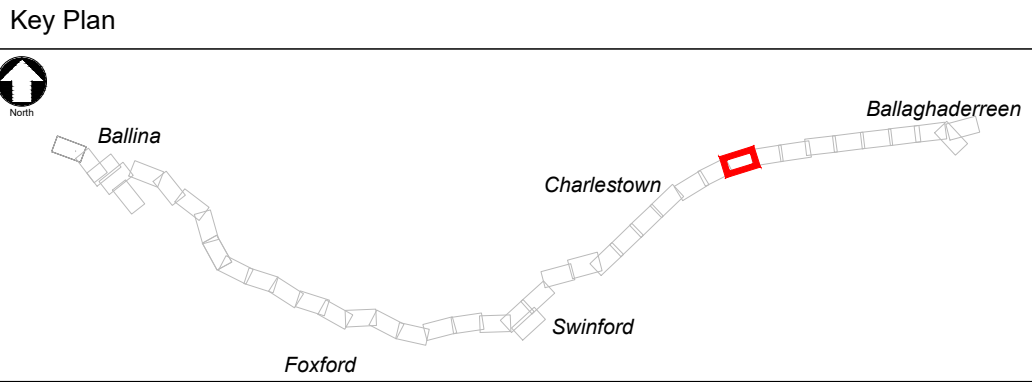 Key Plan
North
Ballina
Ballaghaderreen
Charlestown
Swinford
Foxford